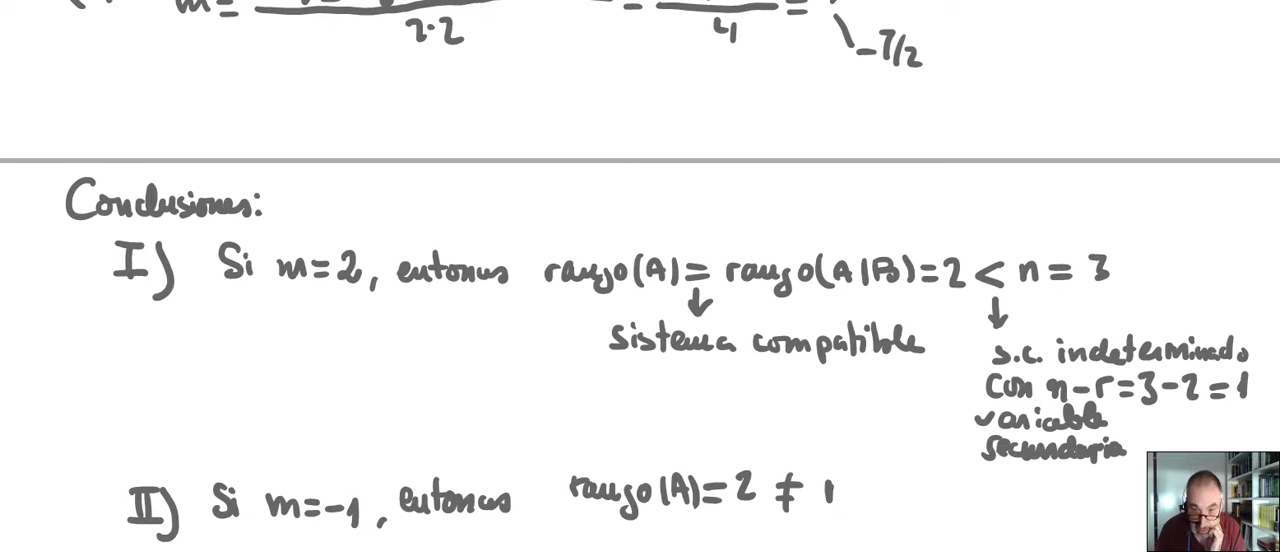 m=
2·2
=
4
=
-7/2
Conclusiones:
I) Si m=2, entonces rango(A)=rango(A|B)=2<n=3
↓ ↓
sistema compatible
s.c. indeterminado
con n-r=3-2=1
variable
secundaria
II) Si m=-1, entonces rango(A)=2≠